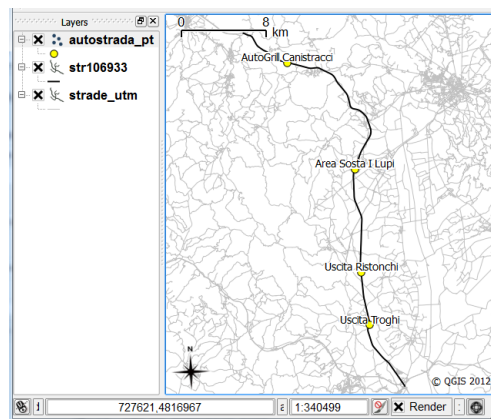 Layers
autostrada_pt
str106933
strade_utm
0 8
km
AutoGrill Canistracci
Area Sosta I Lupi
Uscita Ristonchi
Uscita Troghi
N
© QGIS 2012
727621,4816967
1:340499
Render